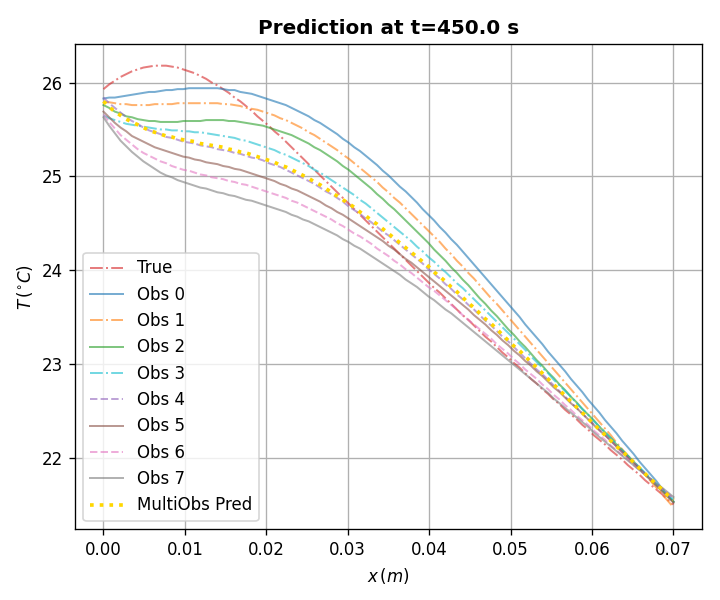 Prediction at t=450.0 s
T (°C)
26
25
24
23
22
True
Obs 0
Obs 1
Obs 2
Obs 3
Obs 4
Obs 5
Obs 6
Obs 7
MultiObs Pred
0.00 0.01 0.02 0.03 0.04 0.05 0.06 0.07
x (m)